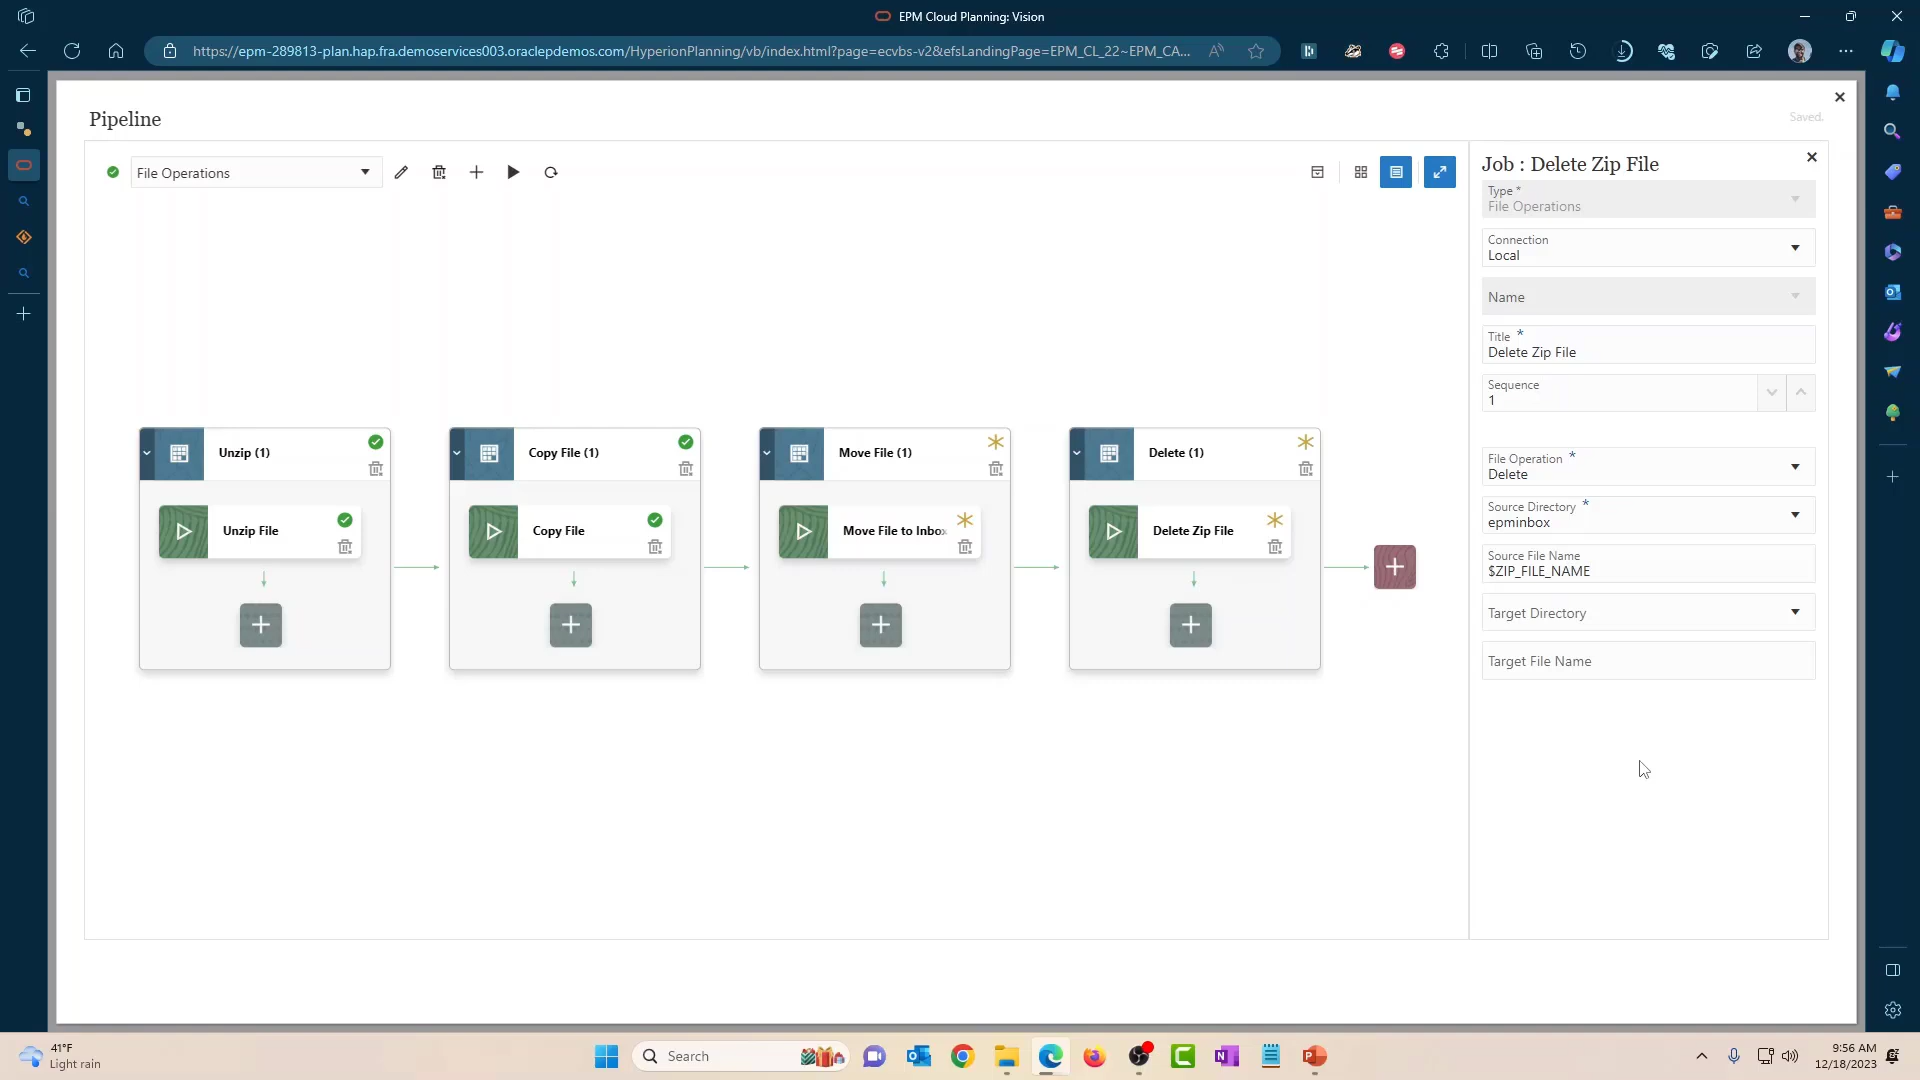 EPM Cloud Planning: Vision
https://epm-289813-plan.hap.fra.demoservices003.oraclepdemos.com/HyperionPlanning/vb/index.html?page=ecvbs-v2&efsLandingPage=EPM_CL_22~EPM_CA...
Pipeline
Saved.
File Operations
Job : Delete Zip File
Type *
File Operations
Connection
Local
Name
Title *
Delete Zip File
Sequence
1
File Operation *
Delete
Source Directory *
epminbox
Source File Name
$ZIP_FILE_NAME
Target Directory
Target File Name
Unzip (1)
Unzip File
Copy File (1)
Copy File
Move File (1)
Move File to Inbox
Delete (1)
Delete Zip File
41°F
Light rain
Search
9:56 AM
12/18/2023